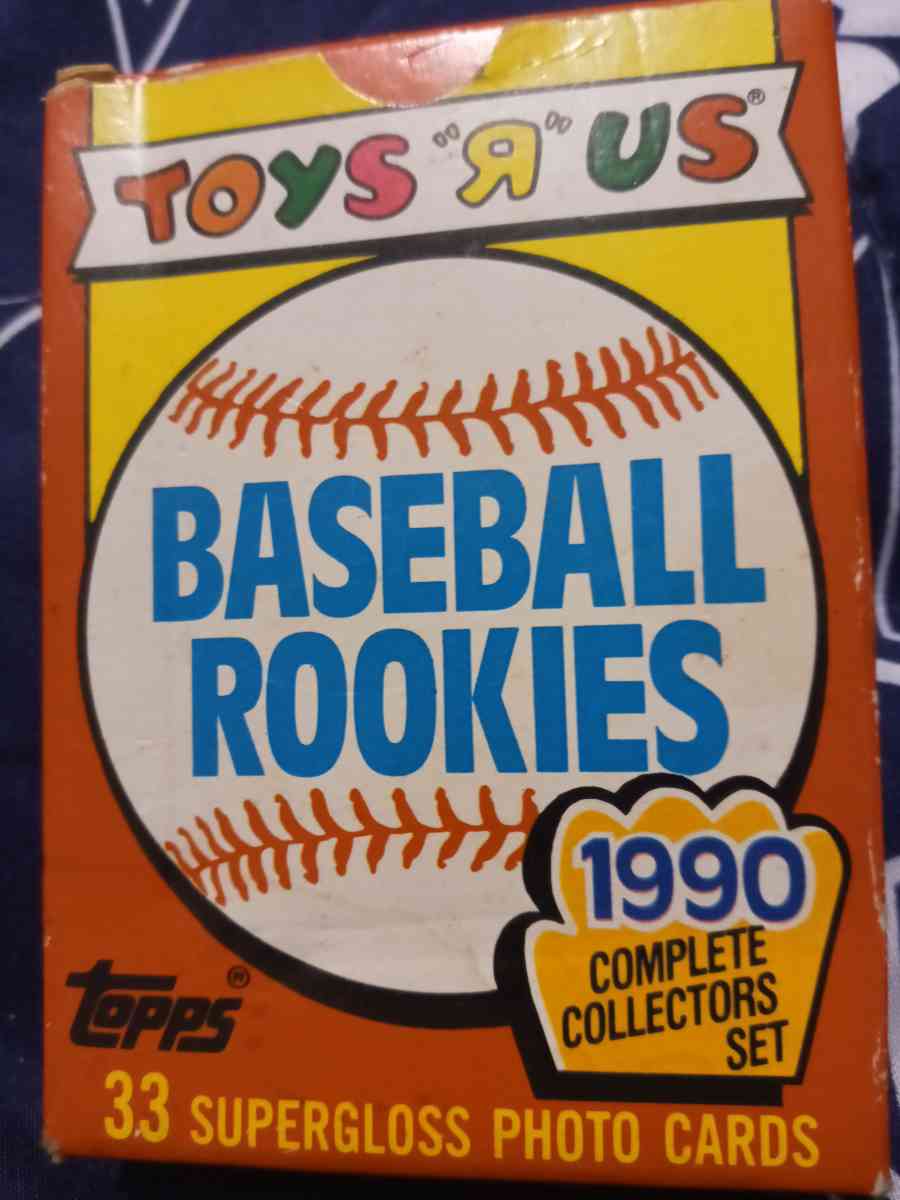 TOYS "Я" US®
BASEBALL
ROOKIES
1990
COMPLETE
COLLECTORS
SET
TOPPS®
33 SUPERGLOSS PHOTO CARDS